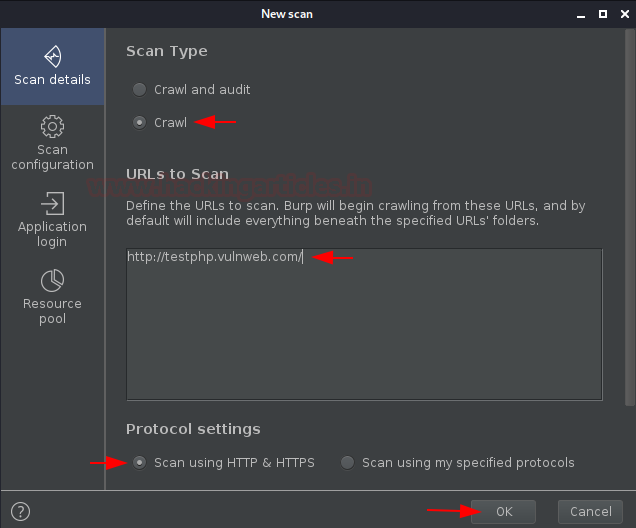 New scan
Scan details
Scan
configuration
Application
login
Resource
pool
Scan Type
Crawl and audit
Crawl
URLs to Scan
Define the URLs to scan. Burp will begin crawling from these URLs, and by
default will include everything beneath the specified URLs' folders.
http://testphp.vulnweb.com/
Protocol settings
Scan using HTTP & HTTPS
Scan using my specified protocols
?
OK
Cancel